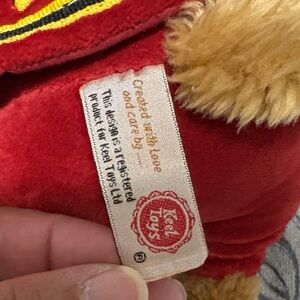 Created with love
and care by ......
Keel
Toys
This design is a registered
product for Keel Toys Ltd
®